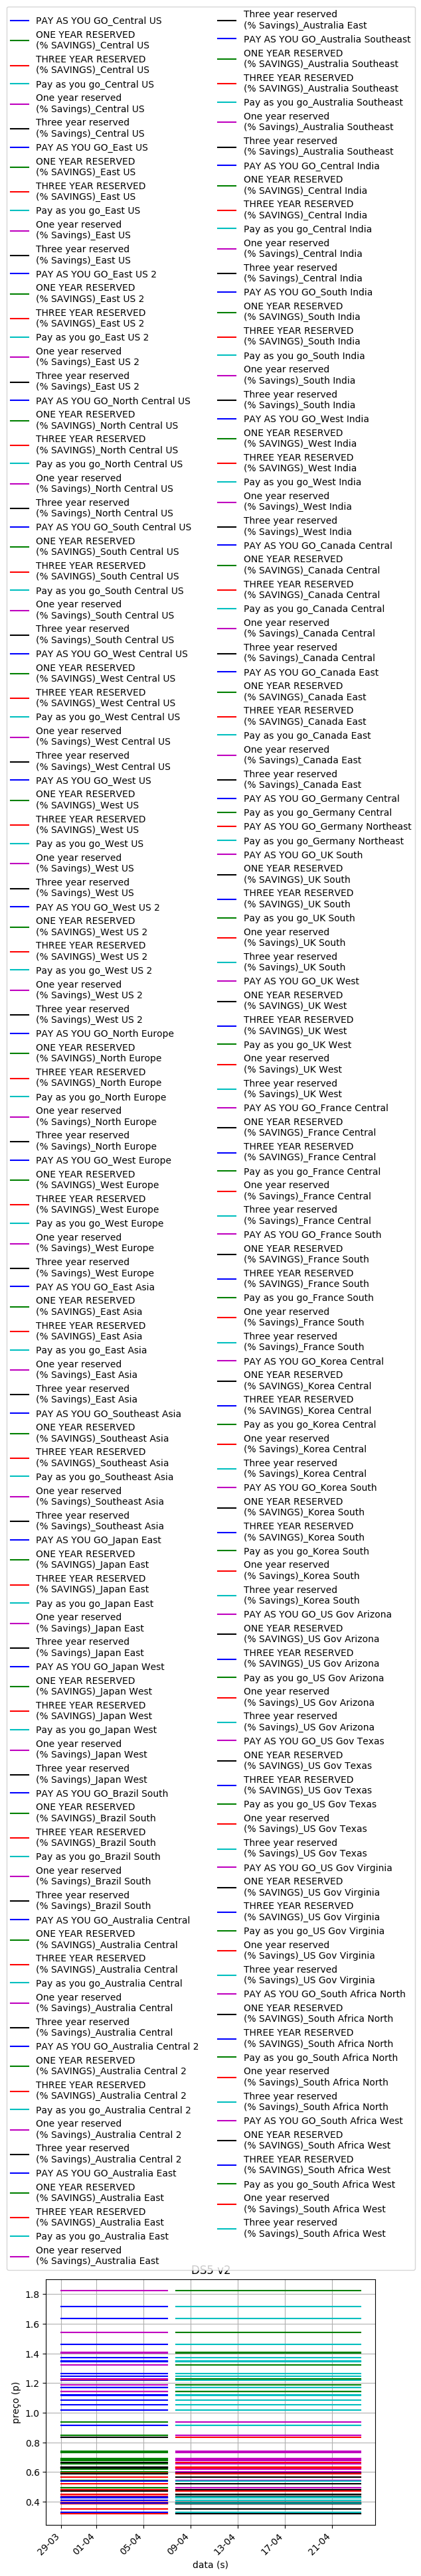 PAY AS YOU GO_Central US
ONE YEAR RESERVED
(% SAVINGS)_Central US
THREE YEAR RESERVED
(% SAVINGS)_Central US
Pay as you go_Central US
One year reserved
(% Savings)_Central US
Three year reserved
(% Savings)_Central US
PAY AS YOU GO_East US
ONE YEAR RESERVED
(% SAVINGS)_East US
THREE YEAR RESERVED
(% SAVINGS)_East US
Pay as you go_East US
One year reserved
(% Savings)_East US
Three year reserved
(% Savings)_East US
PAY AS YOU GO_East US 2
ONE YEAR RESERVED
(% SAVINGS)_East US 2
THREE YEAR RESERVED
(% SAVINGS)_East US 2
Pay as you go_East US 2
One year reserved
(% Savings)_East US 2
Three year reserved
(% Savings)_East US 2
PAY AS YOU GO_North Central US
ONE YEAR RESERVED
(% SAVINGS)_North Central US
THREE YEAR RESERVED
(% SAVINGS)_North Central US
Pay as you go_North Central US
One year reserved
(% Savings)_North Central US
Three year reserved
(% Savings)_North Central US
PAY AS YOU GO_South Central US
ONE YEAR RESERVED
(% SAVINGS)_South Central US
THREE YEAR RESERVED
(% SAVINGS)_South Central US
Pay as you go_South Central US
One year reserved
(% Savings)_South Central US
Three year reserved
(% Savings)_South Central US
PAY AS YOU GO_West Central US
ONE YEAR RESERVED
(% SAVINGS)_West Central US
THREE YEAR RESERVED
(% SAVINGS)_West Central US
Pay as you go_West Central US
One year reserved
(% Savings)_West Central US
Three year reserved
(% Savings)_West Central US
PAY AS YOU GO_West US
ONE YEAR RESERVED
(% SAVINGS)_West US
THREE YEAR RESERVED
(% SAVINGS)_West US
Pay as you go_West US
One year reserved
(% Savings)_West US
Three year reserved
(% Savings)_West US
PAY AS YOU GO_West US 2
ONE YEAR RESERVED
(% SAVINGS)_West US 2
THREE YEAR RESERVED
(% SAVINGS)_West US 2
Pay as you go_West US 2
One year reserved
(% Savings)_West US 2
Three year reserved
(% Savings)_West US 2
PAY AS YOU GO_North Europe
ONE YEAR RESERVED
(% SAVINGS)_North Europe
THREE YEAR RESERVED
(% SAVINGS)_North Europe
Pay as you go_North Europe
One year reserved
(% Savings)_North Europe
Three year reserved
(% Savings)_North Europe
PAY AS YOU GO_West Europe
ONE YEAR RESERVED
(% SAVINGS)_West Europe
THREE YEAR RESERVED
(% SAVINGS)_West Europe
Pay as you go_West Europe
One year reserved
(% Savings)_West Europe
Three year reserved
(% Savings)_West Europe
PAY AS YOU GO_East Asia
ONE YEAR RESERVED
(% SAVINGS)_East Asia
THREE YEAR RESERVED
(% SAVINGS)_East Asia
Pay as you go_East Asia
One year reserved
(% Savings)_East Asia
Three year reserved
(% Savings)_East Asia
PAY AS YOU GO_Southeast Asia
ONE YEAR RESERVED
(% SAVINGS)_Southeast Asia
THREE YEAR RESERVED
(% SAVINGS)_Southeast Asia
Pay as you go_Southeast Asia
One year reserved
(% Savings)_Southeast Asia
Three year reserved
(% Savings)_Southeast Asia
PAY AS YOU GO_Japan East
ONE YEAR RESERVED
(% SAVINGS)_Japan East
THREE YEAR RESERVED
(% SAVINGS)_Japan East
Pay as you go_Japan East
One year reserved
(% Savings)_Japan East
Three year reserved
(% Savings)_Japan East
PAY AS YOU GO_Japan West
ONE YEAR RESERVED
(% SAVINGS)_Japan West
THREE YEAR RESERVED
(% SAVINGS)_Japan West
Pay as you go_Japan West
One year reserved
(% Savings)_Japan West
Three year reserved
(% Savings)_Japan West
PAY AS YOU GO_Brazil South
ONE YEAR RESERVED
(% SAVINGS)_Brazil South
THREE YEAR RESERVED
(% SAVINGS)_Brazil South
Pay as you go_Brazil South
One year reserved
(% Savings)_Brazil South
Three year reserved
(% Savings)_Brazil South
PAY AS YOU GO_Australia Central
ONE YEAR RESERVED
(% SAVINGS)_Australia Central
THREE YEAR RESERVED
(% SAVINGS)_Australia Central
Pay as you go_Australia Central
One year reserved
(% Savings)_Australia Central
Three year reserved
(% Savings)_Australia Central
PAY AS YOU GO_Australia Central 2
ONE YEAR RESERVED
(% SAVINGS)_Australia Central 2
THREE YEAR RESERVED
(% SAVINGS)_Australia Central 2
Pay as you go_Australia Central 2
One year reserved
(% Savings)_Australia Central 2
Three year reserved
(% Savings)_Australia Central 2
PAY AS YOU GO_Australia East
ONE YEAR RESERVED
(% SAVINGS)_Australia East
THREE YEAR RESERVED
(% SAVINGS)_Australia East
Pay as you go_Australia East
One year reserved
(% Savings)_Australia East
Three year reserved
(% Savings)_Australia East
PAY AS YOU GO_Australia Southeast
ONE YEAR RESERVED
(% SAVINGS)_Australia Southeast
THREE YEAR RESERVED
(% SAVINGS)_Australia Southeast
Pay as you go_Australia Southeast
One year reserved
(% Savings)_Australia Southeast
Three year reserved
(% Savings)_Australia Southeast
PAY AS YOU GO_Central India
ONE YEAR RESERVED
(% SAVINGS)_Central India
THREE YEAR RESERVED
(% SAVINGS)_Central India
Pay as you go_Central India
One year reserved
(% Savings)_Central India
Three year reserved
(% Savings)_Central India
PAY AS YOU GO_South India
ONE YEAR RESERVED
(% SAVINGS)_South India
THREE YEAR RESERVED
(% SAVINGS)_South India
Pay as you go_South India
One year reserved
(% Savings)_South India
Three year reserved
(% Savings)_South India
PAY AS YOU GO_West India
ONE YEAR RESERVED
(% SAVINGS)_West India
THREE YEAR RESERVED
(% SAVINGS)_West India
Pay as you go_West India
One year reserved
(% Savings)_West India
Three year reserved
(% Savings)_West India
PAY AS YOU GO_Canada Central
ONE YEAR RESERVED
(% SAVINGS)_Canada Central
THREE YEAR RESERVED
(% SAVINGS)_Canada Central
Pay as you go_Canada Central
One year reserved
(% Savings)_Canada Central
Three year reserved
(% Savings)_Canada Central
PAY AS YOU GO_Canada East
ONE YEAR RESERVED
(% SAVINGS)_Canada East
THREE YEAR RESERVED
(% SAVINGS)_Canada East
Pay as you go_Canada East
One year reserved
(% Savings)_Canada East
Three year reserved
(% Savings)_Canada East
PAY AS YOU GO_Germany Central
Pay as you go_Germany Central
PAY AS YOU GO_Germany Northeast
Pay as you go_Germany Northeast
PAY AS YOU GO_UK South
ONE YEAR RESERVED
(% SAVINGS)_UK South
THREE YEAR RESERVED
(% SAVINGS)_UK South
Pay as you go_UK South
One year reserved
(% Savings)_UK South
Three year reserved
(% Savings)_UK South
PAY AS YOU GO_UK West
ONE YEAR RESERVED
(% SAVINGS)_UK West
THREE YEAR RESERVED
(% SAVINGS)_UK West
Pay as you go_UK West
One year reserved
(% Savings)_UK West
Three year reserved
(% Savings)_UK West
PAY AS YOU GO_France Central
ONE YEAR RESERVED
(% SAVINGS)_France Central
THREE YEAR RESERVED
(% SAVINGS)_France Central
Pay as you go_France Central
One year reserved
(% Savings)_France Central
Three year reserved
(% Savings)_France Central
PAY AS YOU GO_France South
ONE YEAR RESERVED
(% SAVINGS)_France South
THREE YEAR RESERVED
(% SAVINGS)_France South
Pay as you go_France South
One year reserved
(% Savings)_France South
Three year reserved
(% Savings)_France South
PAY AS YOU GO_Korea Central
ONE YEAR RESERVED
(% SAVINGS)_Korea Central
THREE YEAR RESERVED
(% SAVINGS)_Korea Central
Pay as you go_Korea Central
One year reserved
(% Savings)_Korea Central
Three year reserved
(% Savings)_Korea Central
PAY AS YOU GO_Korea South
ONE YEAR RESERVED
(% SAVINGS)_Korea South
THREE YEAR RESERVED
(% SAVINGS)_Korea South
Pay as you go_Korea South
One year reserved
(% Savings)_Korea South
Three year reserved
(% Savings)_Korea South
PAY AS YOU GO_US Gov Arizona
ONE YEAR RESERVED
(% SAVINGS)_US Gov Arizona
THREE YEAR RESERVED
(% SAVINGS)_US Gov Arizona
Pay as you go_US Gov Arizona
One year reserved
(% Savings)_US Gov Arizona
Three year reserved
(% Savings)_US Gov Arizona
PAY AS YOU GO_US Gov Texas
ONE YEAR RESERVED
(% SAVINGS)_US Gov Texas
THREE YEAR RESERVED
(% SAVINGS)_US Gov Texas
Pay as you go_US Gov Texas
One year reserved
(% Savings)_US Gov Texas
Three year reserved
(% Savings)_US Gov Texas
PAY AS YOU GO_US Gov Virginia
ONE YEAR RESERVED
(% SAVINGS)_US Gov Virginia
THREE YEAR RESERVED
(% SAVINGS)_US Gov Virginia
Pay as you go_US Gov Virginia
One year reserved
(% Savings)_US Gov Virginia
Three year reserved
(% Savings)_US Gov Virginia
PAY AS YOU GO_South Africa North
ONE YEAR RESERVED
(% SAVINGS)_South Africa North
THREE YEAR RESERVED
(% SAVINGS)_South Africa North
Pay as you go_South Africa North
One year reserved
(% Savings)_South Africa North
Three year reserved
(% Savings)_South Africa North
PAY AS YOU GO_South Africa West
ONE YEAR RESERVED
(% SAVINGS)_South Africa West
THREE YEAR RESERVED
(% SAVINGS)_South Africa West
Pay as you go_South Africa West
One year reserved
(% Savings)_South Africa West
Three year reserved
(% Savings)_South Africa West
DS5 v2
1.8
1.6
1.4
1.2
1.0
0.8
0.6
0.4
preço (p)
29-03
01-04
05-04
09-04
13-04
17-04
21-04
data (s)